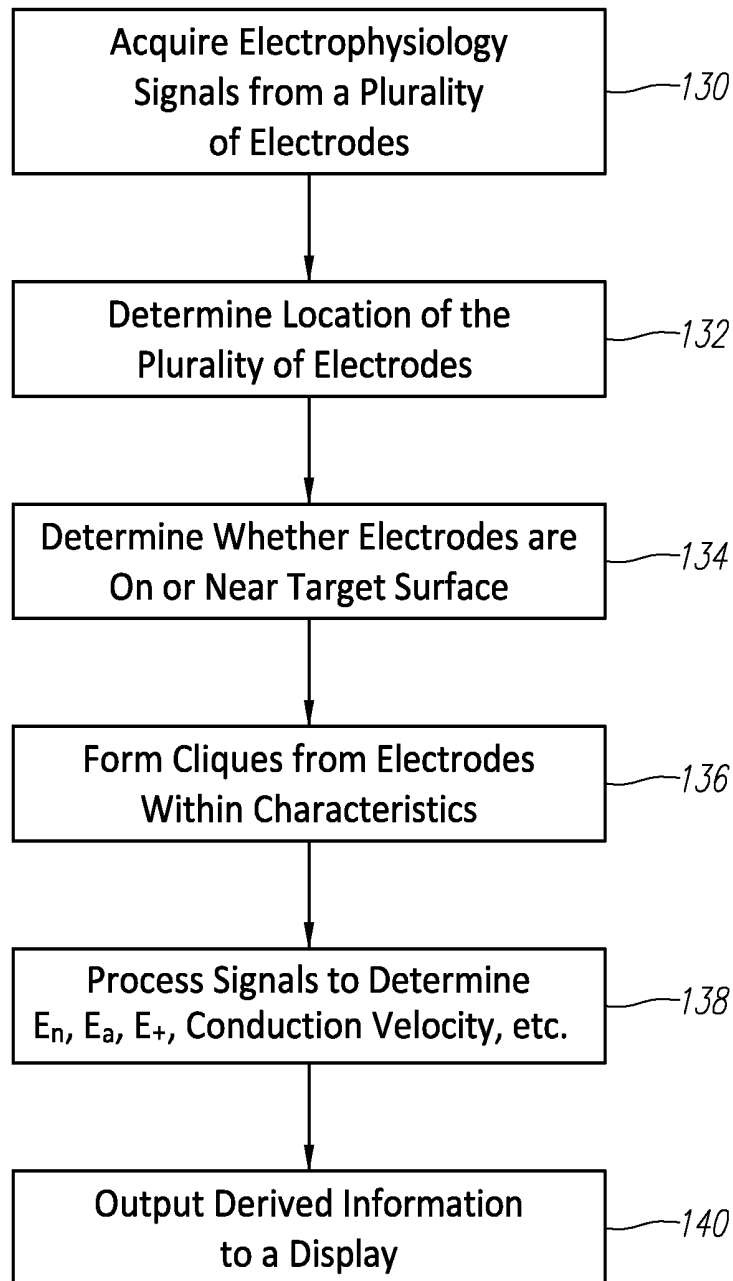 Acquire Electrophysiology
Signals from a Plurality
of Electrodes
130
Determine Location of the
Plurality of Electrodes
132
Determine Whether Electrodes are
On or Near Target Surface
134
Form Cliques from Electrodes
Within Characteristics
136
Process Signals to Determine
Eₙ, Eₐ, E₊, Conduction Velocity, etc.
138
Output Derived Information
to a Display
140